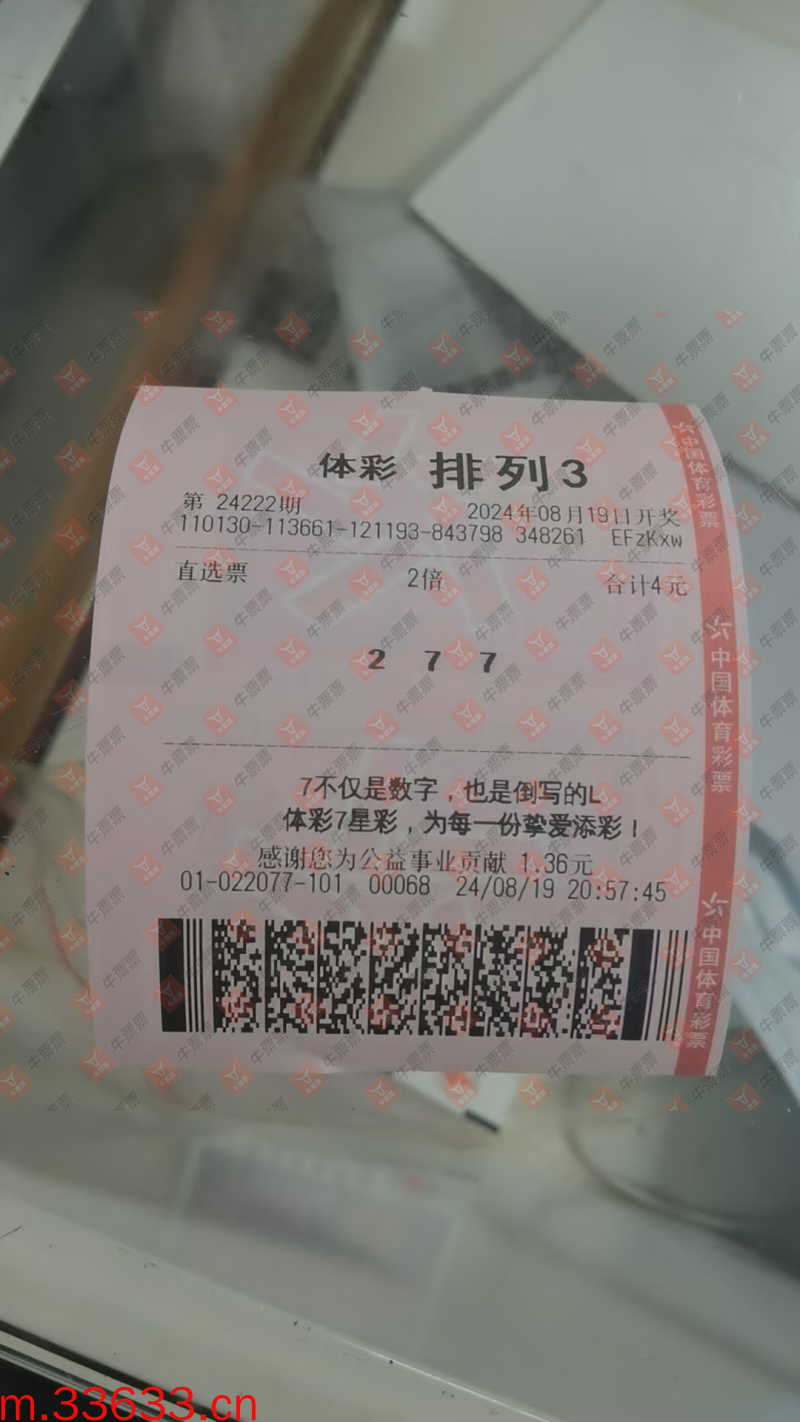 体彩 排列3
第 24222期 2024年08月19日开奖
110130-113661-121193-843798 348261 EFzKxw
直选票 2倍 合计4元
2 7 7
7不仅是数字，也是倒写的L
体彩7星彩，为每一份挚爱添彩！
感谢您为公益事业贡献 1.36元
01-022077-101 00068 24/08/19 20:57:45
中国体育彩票
中国体育彩票
中国体育彩票
牛票票
m.33633.cn